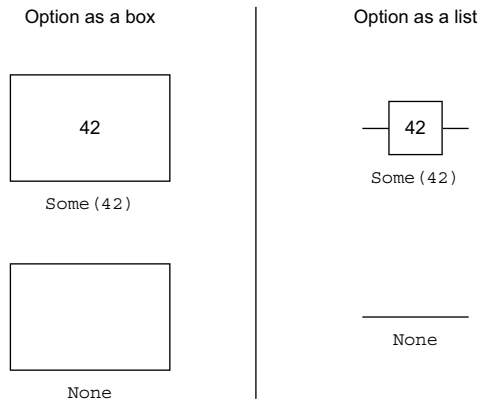 Option as a box
42
Some(42)
None
Option as a list
42
Some(42)
None